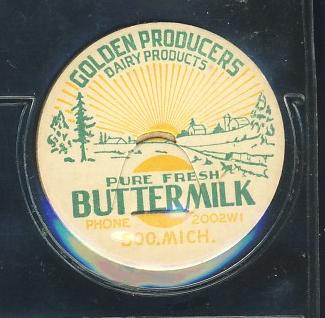 GOLDEN PRODUCERS
DAIRY PRODUCTS
PURE FRESH
BUTTERMILK
PHONE 2002W1
SOO. MICH.